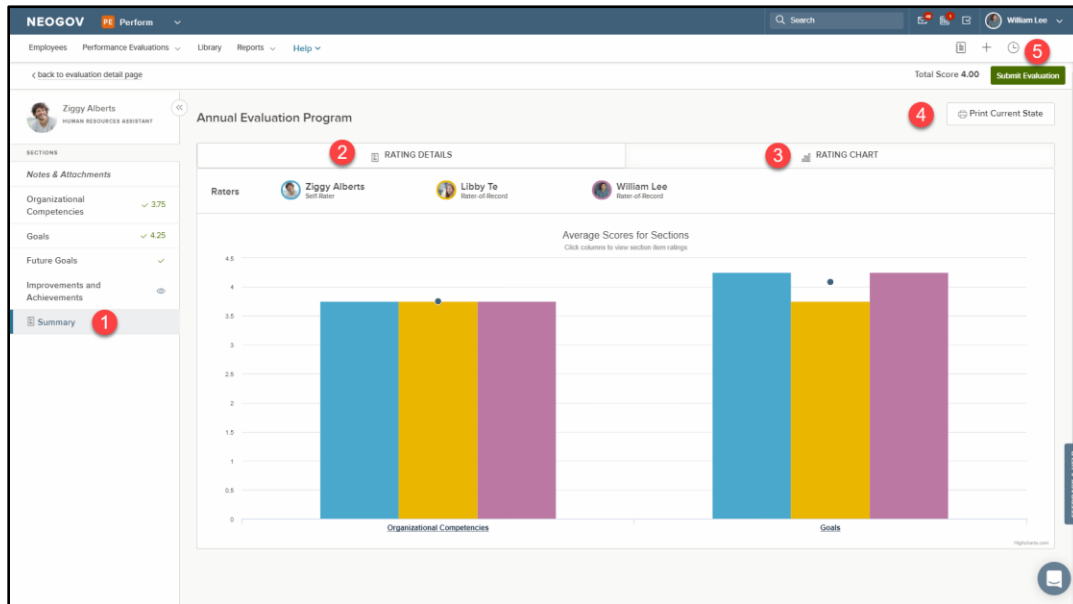 NEOGOV PE Perform
Search
William Lee
Employees Performance Evaluations Library Reports Help
5
back to evaluation detail page
Total Score 4.00 Submit Evaluation
Ziggy Alberts
HUMAN RESOURCES ASSISTANT
Annual Evaluation Program
4 Print Current State
SECTIONS
Notes & Attachments
Organizational Competencies 3.75
Goals 4.25
Future Goals
Improvements and
Achievements
Summary 1
2 RATING DETAILS
3 RATING CHART
Raters
Ziggy Alberts
Self-Rater
Libby Te
Rater-of-Record
William Lee
Rater-of-Record
Average Scores for Sections
Click columns to view section item ratings
4.5
4
3.5
3
2.5
2
1.5
1
0.5
0
Organizational Competencies
Goals
Highcharts.com